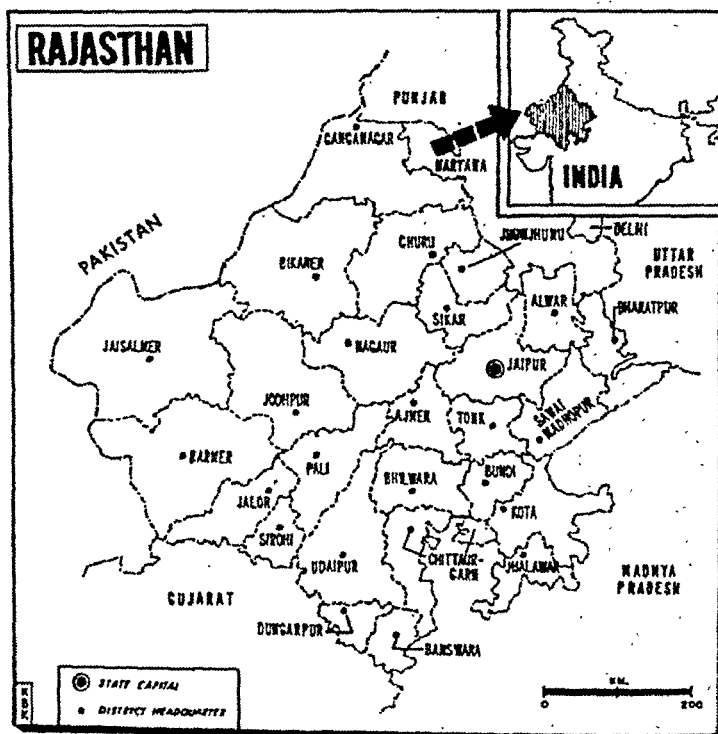 RAJASTHAN
PUNJAB
GANGANAGAR
HARYANA
INDIA
PAKISTAN
CHURU
JHUNJHUNU
DELHI
UTTAR
PRADESH
BIKANER
SIKAR
ALWAR
BHARATPUR
JAISALMER
NAGAUR
JAIPUR
JODHPUR
AJMER
TONK
SAWAI
MADHOPUR
BARMER
PALI
BHILWARA
BUNDI
JALOR
KOTA
SIROHI
UDAIPUR
CHITTAUR-
GARH
JHALAWAR
MADHYA
PRADESH
GUJARAT
DUNGARPUR
BANSWARA
STATE CAPITAL
DISTRICT HEADQUARTER
KM.
0 200